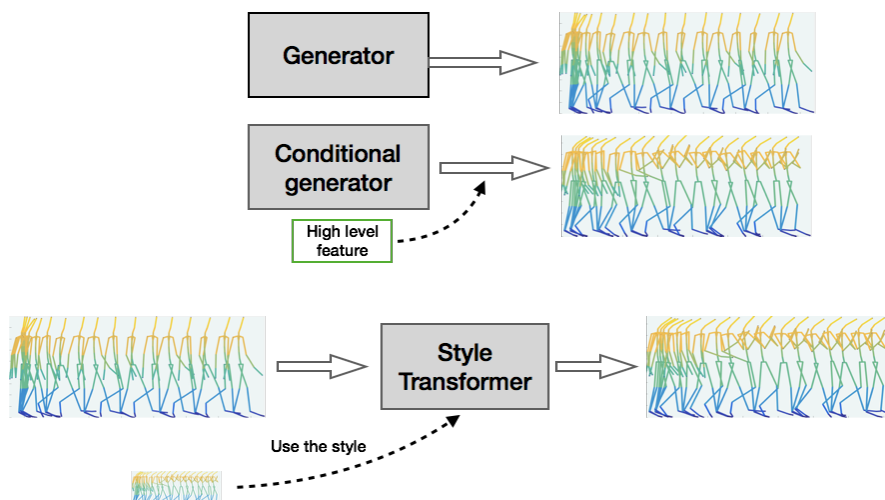 Generator
Conditional
generator
High level
feature
Style
Transformer
Use the style